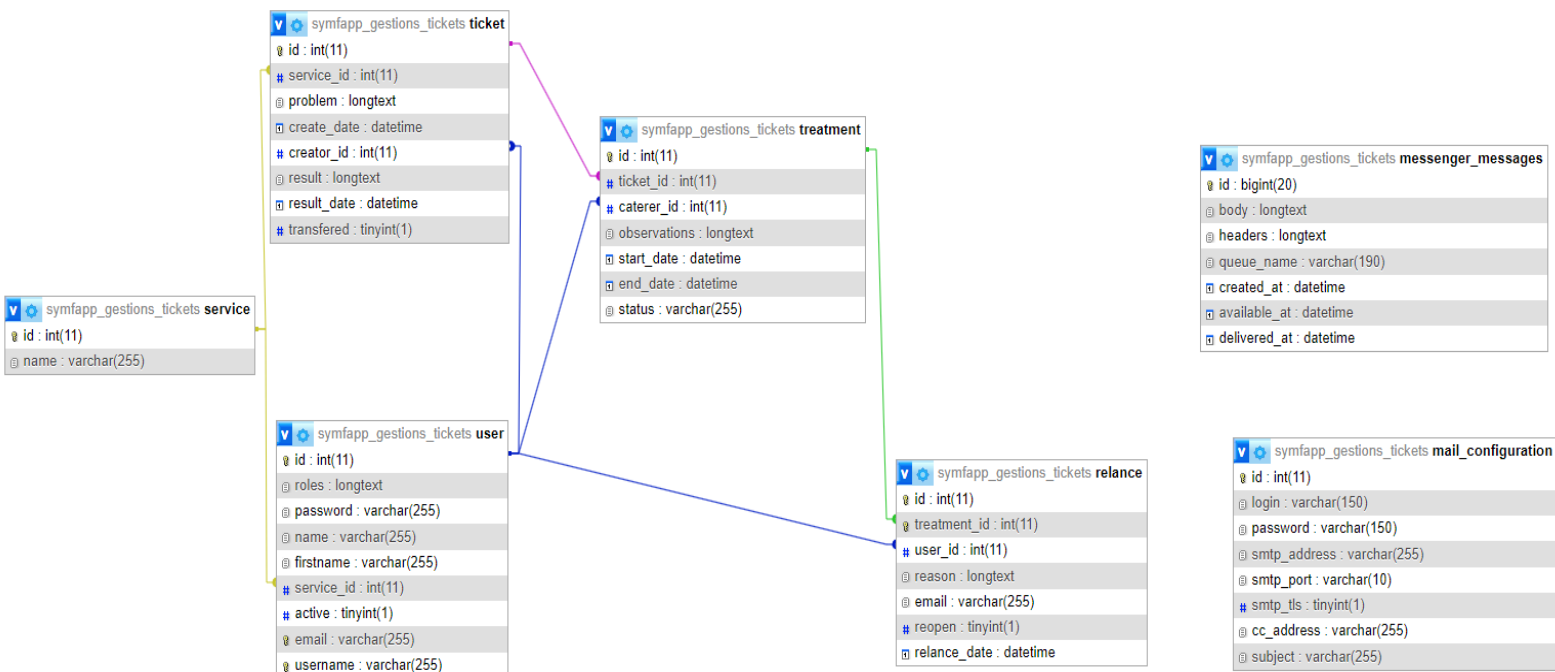 symfapp_gestions_tickets ticket
id : int(11)
service_id : int(11)
problem : longtext
create_date : datetime
creator_id : int(11)
result : longtext
result_date : datetime
transfered : tinyint(1)
symfapp_gestions_tickets treatment
id : int(11)
ticket_id : int(11)
caterer_id : int(11)
observations : longtext
start_date : datetime
end_date : datetime
status : varchar(255)
symfapp_gestions_tickets messenger_messages
id : bigint(20)
body : longtext
headers : longtext
queue_name : varchar(190)
created_at : datetime
available_at : datetime
delivered_at : datetime
symfapp_gestions_tickets service
id : int(11)
name : varchar(255)
symfapp_gestions_tickets user
id : int(11)
roles : longtext
password : varchar(255)
name : varchar(255)
firstname : varchar(255)
service_id : int(11)
active : tinyint(1)
email : varchar(255)
username : varchar(255)
symfapp_gestions_tickets relance
id : int(11)
treatment_id : int(11)
user_id : int(11)
reason : longtext
email : varchar(255)
reopen : tinyint(1)
relance_date : datetime
symfapp_gestions_tickets mail_configuration
id : int(11)
login : varchar(150)
password : varchar(150)
smtp_address : varchar(255)
smtp_port : varchar(10)
smtp_tls : tinyint(1)
cc_address : varchar(255)
subject : varchar(255)